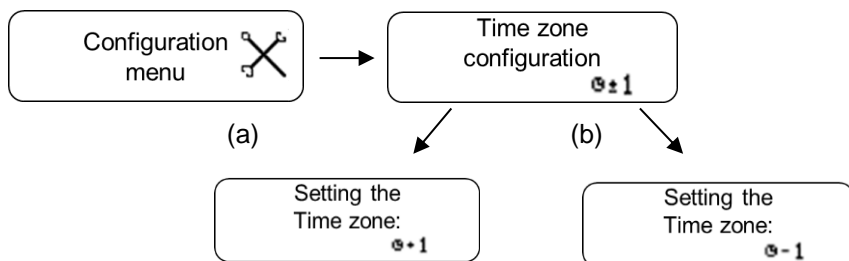 Configuration
menu
Time zone
configuration
± 1
(a)
(b)
Setting the
Time zone:
+ 1
Setting the
Time zone:
- 1